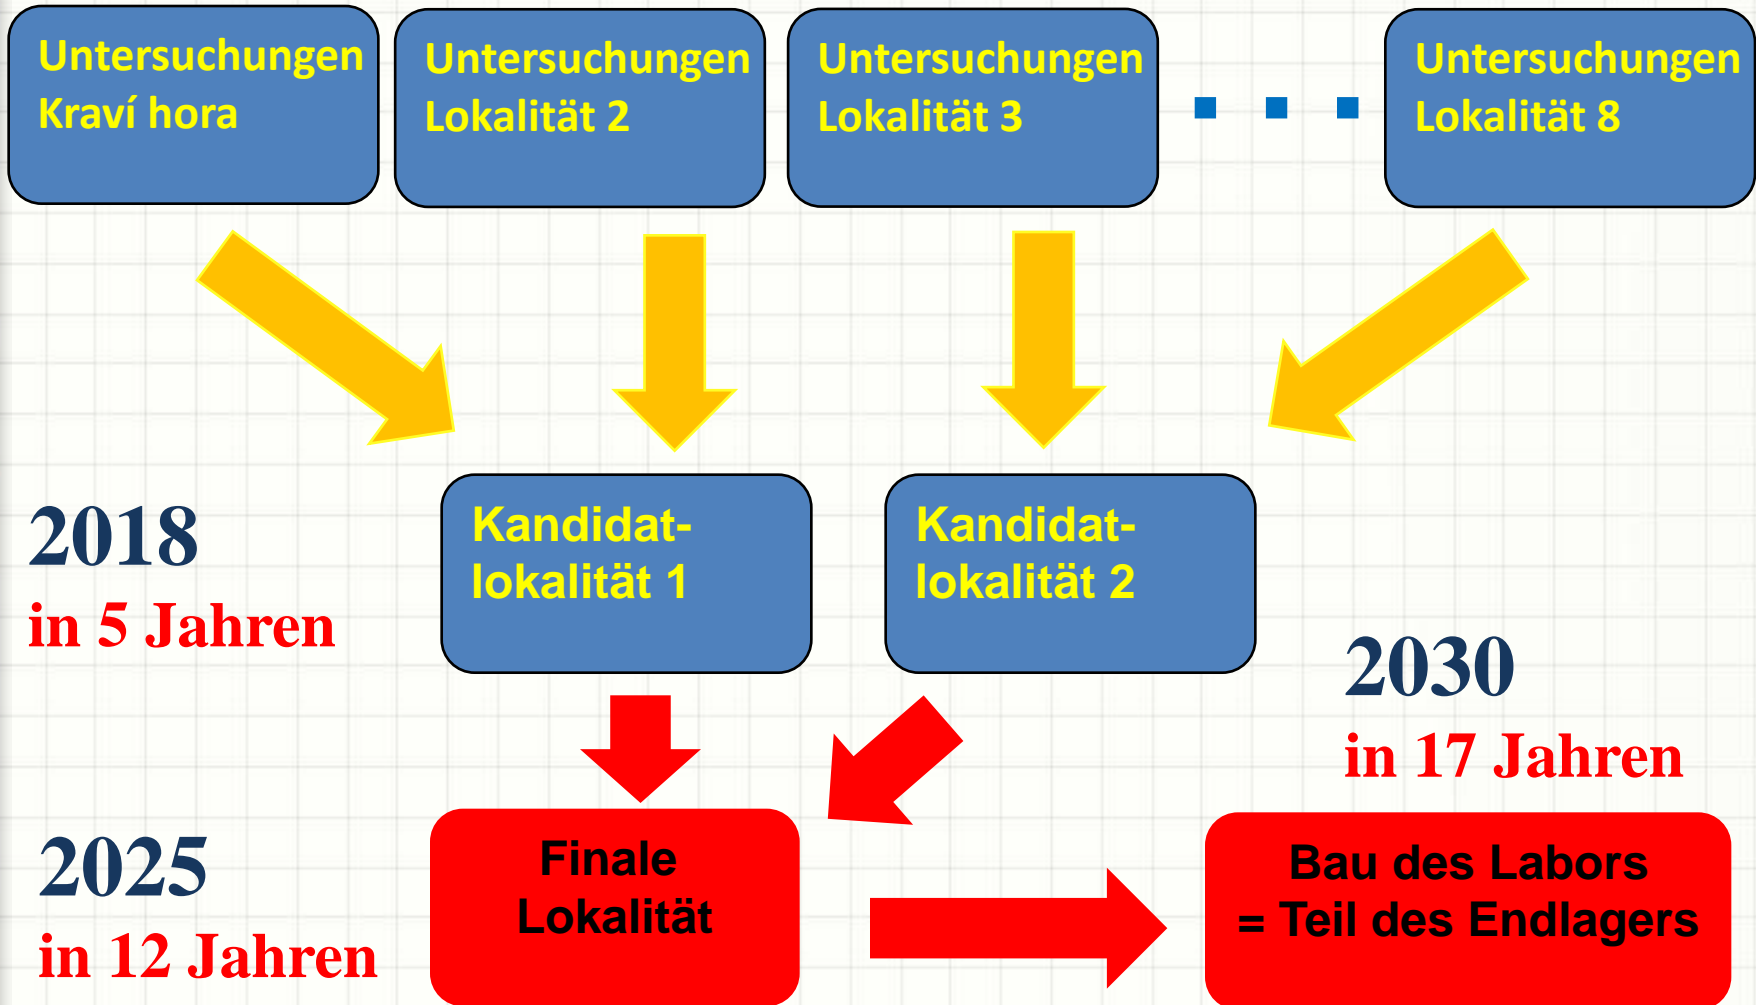 Untersuchungen
Kraví hora
Untersuchungen
Lokalität 2
Untersuchungen
Lokalität 3
Untersuchungen
Lokalität 8
2018
in 5 Jahren
Kandidat-
lokalität 1
Kandidat-
lokalität 2
2030
in 17 Jahren
2025
in 12 Jahren
Finale
Lokalität
Bau des Labors
= Teil des Endlagers